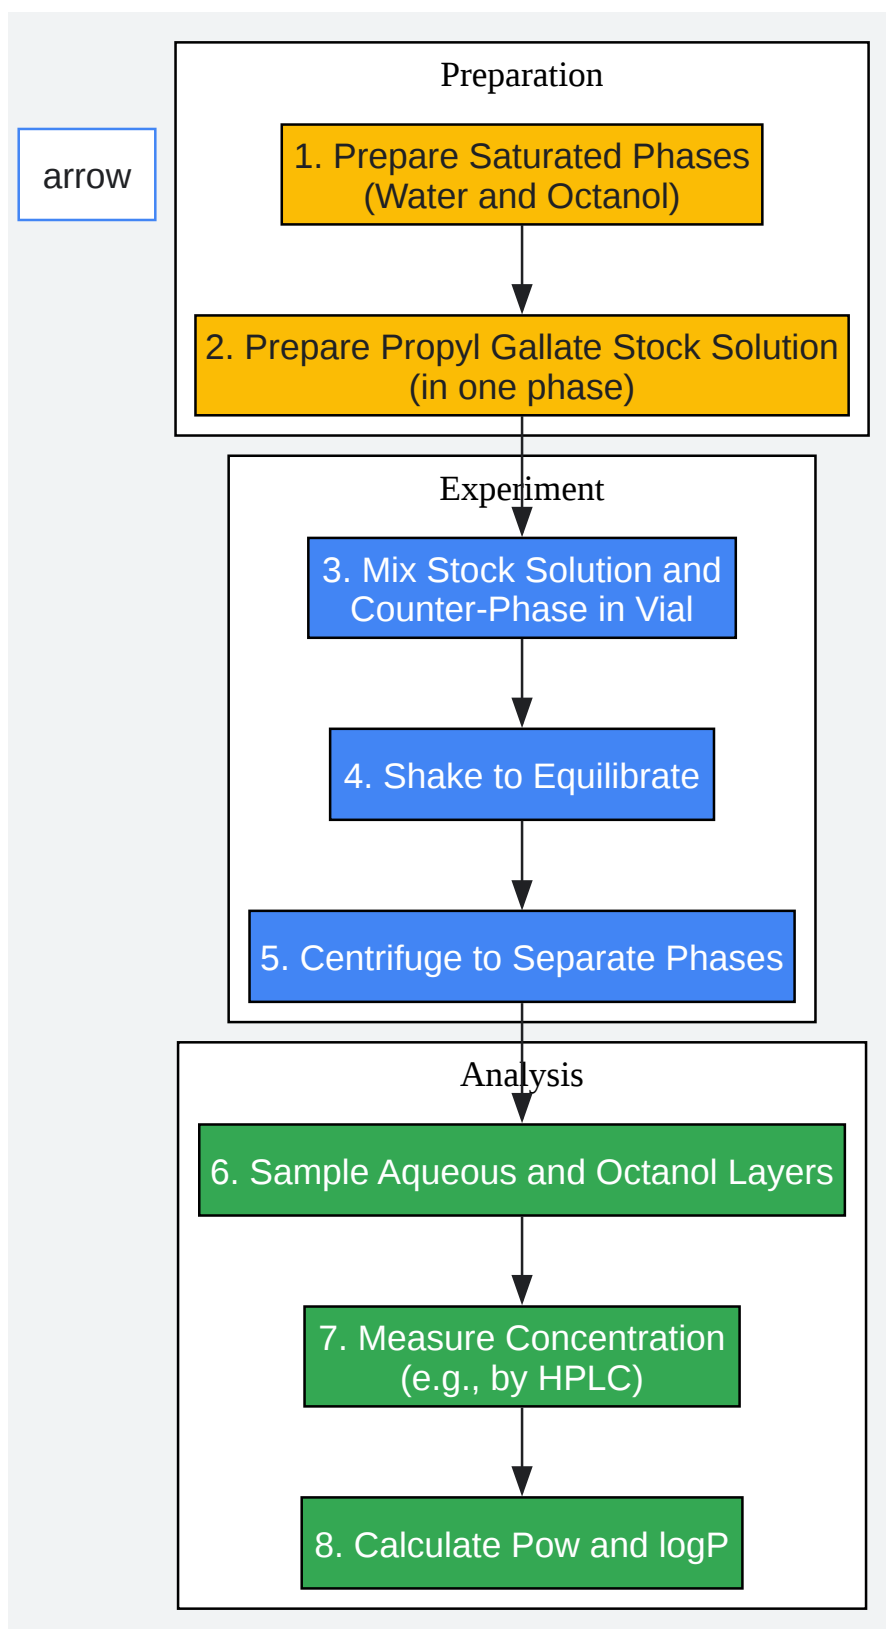 Preparation
arrow
1. Prepare Saturated Phases
(Water and Octanol)
2. Prepare Propyl Gallate Stock Solution
(in one phase)
Experiment
3. Mix Stock Solution and
Counter-Phase in Vial
4. Shake to Equilibrate
5. Centrifuge to Separate Phases
Analysis
6. Sample Aqueous and Octanol Layers
7. Measure Concentration
(e.g., by HPLC)
8. Calculate Pow and logP